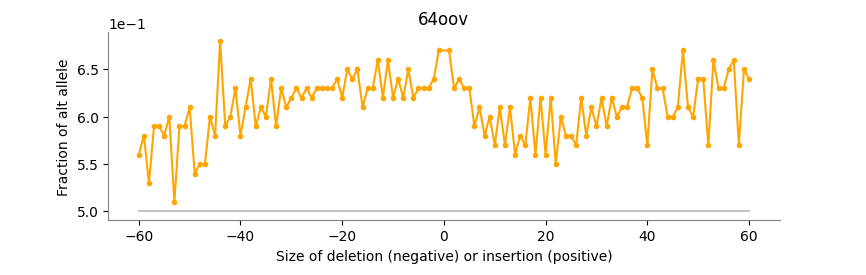 64oov
1e−1
Fraction of alt allele
6.5
6.0
5.5
5.0
−60 −40 −20 0 20 40 60
Size of deletion (negative) or insertion (positive)